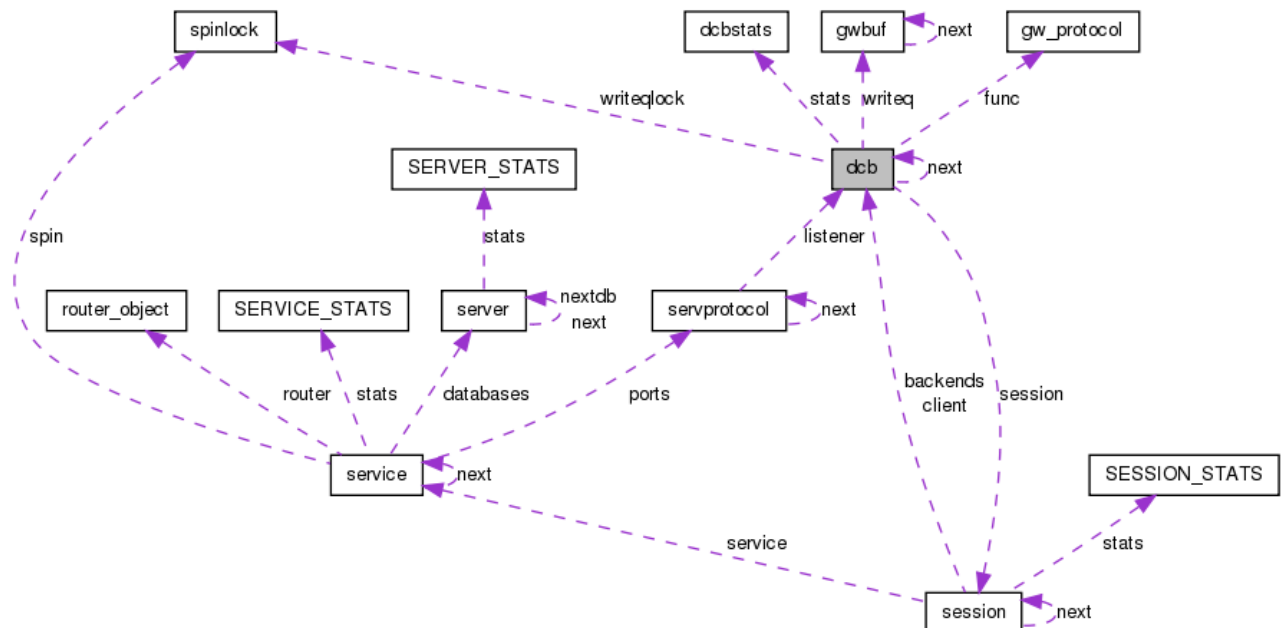 spinlock
dcbstats
gwbuf
next
gw_protocol
writeqlock
stats
writeq
func
SERVER_STATS
dcb
next
spin
stats
listener
router_object
SERVICE_STATS
server
nextdb
next
servprotocol
next
router
stats
databases
ports
backends
client
session
service
next
SESSION_STATS
service
stats
session
next